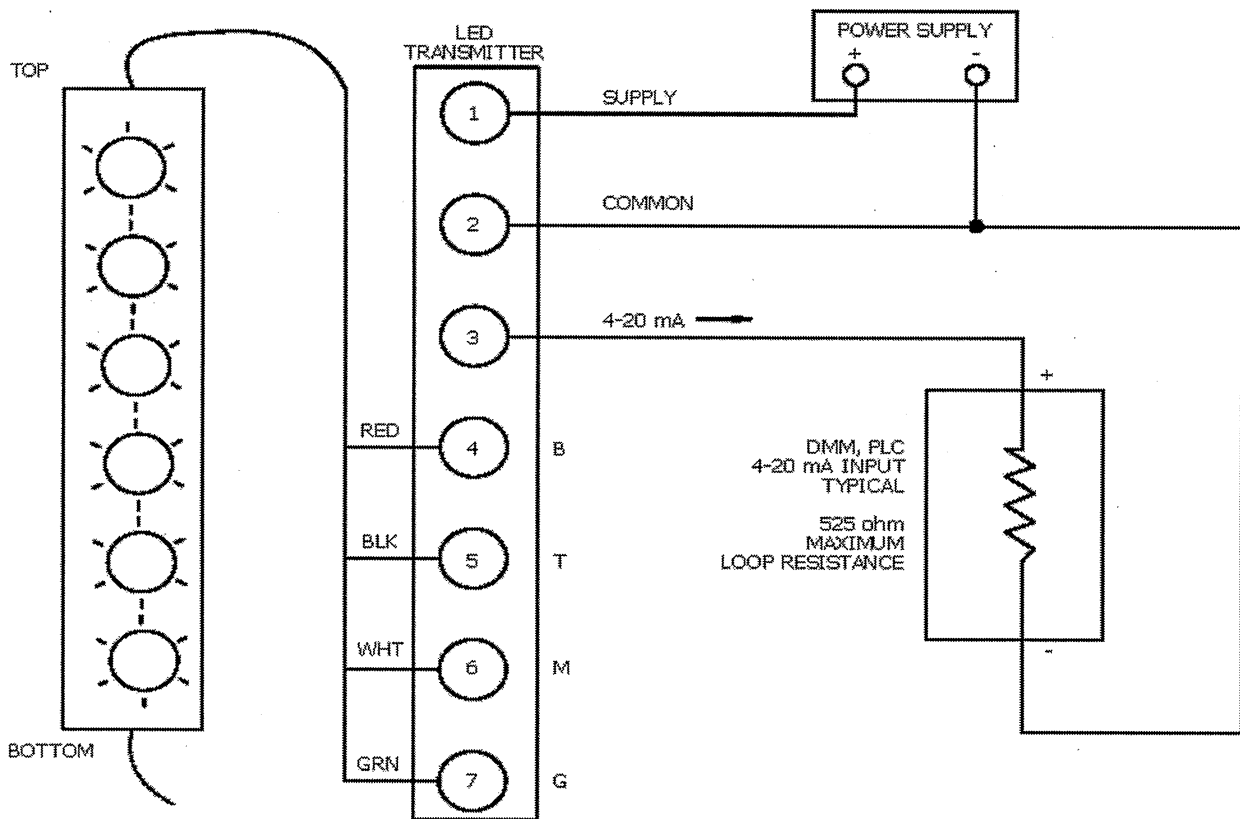 TOP
BOTTOM
LED
TRANSMITTER
1
2
3
4
5
6
7
RED
BLK
WHT
GRN
B
T
M
G
SUPPLY
COMMON
4-20 mA
POWER SUPPLY
+ -
+
DMM, PLC
4-20 mA INPUT
TYPICAL
525 ohm
MAXIMUM
LOOP RESISTANCE
-